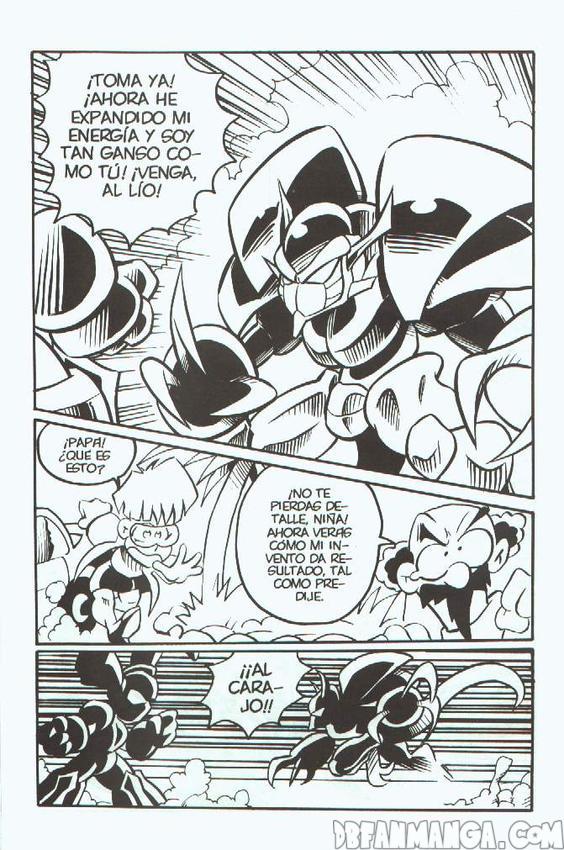 ¡TOMA YA!
¡AHORA HE
EXPANDIDO MI
ENERGÍA Y SOY
TAN GANSO CO-
MO TÚ! ¡VENGA,
AL LÍO!
¡PAPÁ!
¿QUE ES
ESTO?
¡NO TE
PIERDAS DE-
TALLE, NIÑA!
AHORA VERAS
CÓMO MI IN-
VENTO DA RE-
SULTADO, TAL
COMO PRE-
DIJE.
¡¡AL
CARA-
JO!!
DBFANMANGA.COM